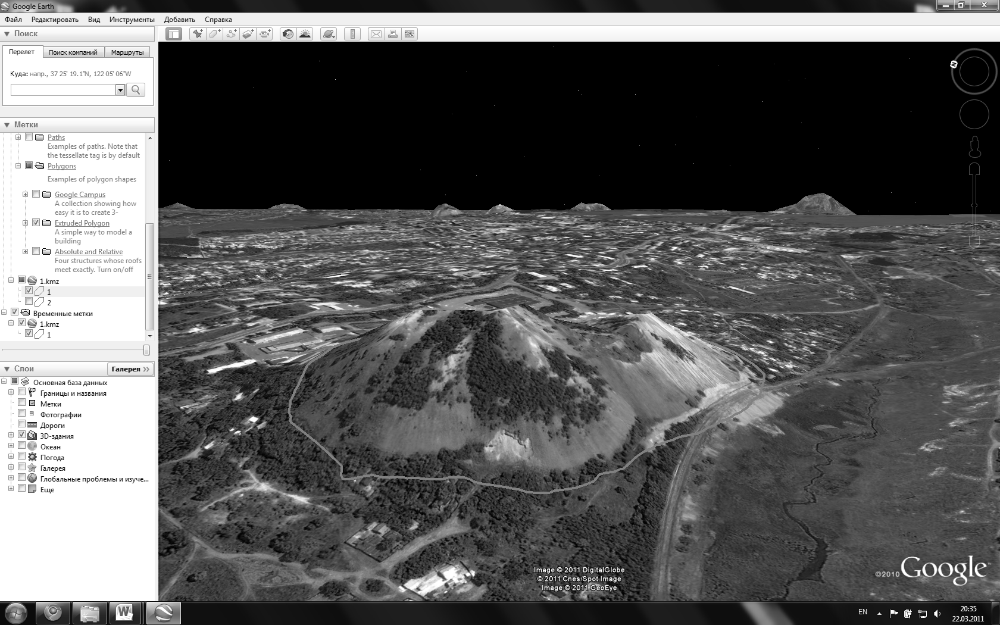 Google Earth
Файл Редактировать Вид Инструменты Добавить Справка
Поиск
Перелет Поиск компаний Маршруты
Куда: напр., 37 25' 19.1"N, 122 05' 06"W
Метки
Paths
Examples of paths. Note that
the tessellate tag is by default
Polygons
Examples of polygon shapes
Google Campus
A collection showing how
easy it is to create 3-
Extruded Polygon
A simple way to model a
building
Absolute and Relative
Four structures whose roofs
meet exactly. Turn on/off
1.kmz
1
2
Временные метки
1.kmz
1
Слои
Галерея »
Основная база данных
Границы и названия
Метки
Фотографии
Дороги
3D-здания
Океан
Погода
Галерея
Глобальные проблемы и изуче...
Еще
N
Image © 2011 DigitalGlobe
© 2011 Cnes/Spot Image
Image © 2011 GeoEye
©2010 Google™
EN
20:35
22.03.2011